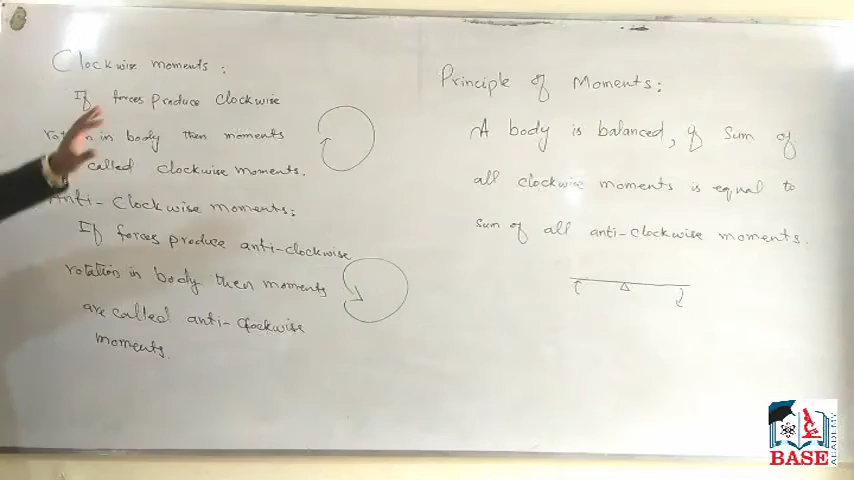 Clockwise moments:
If forces produce clockwise
rotation in body then moments
called clockwise moments.
Anti-clockwise moments:
If forces produce anti-clockwise
rotation in body then moments
are called anti-clockwise
moments.
Principle of Moments:
A body is balanced, if sum of
all clockwise moments is equal to
sum of all anti-clockwise moments.
BASE
ACADEMY